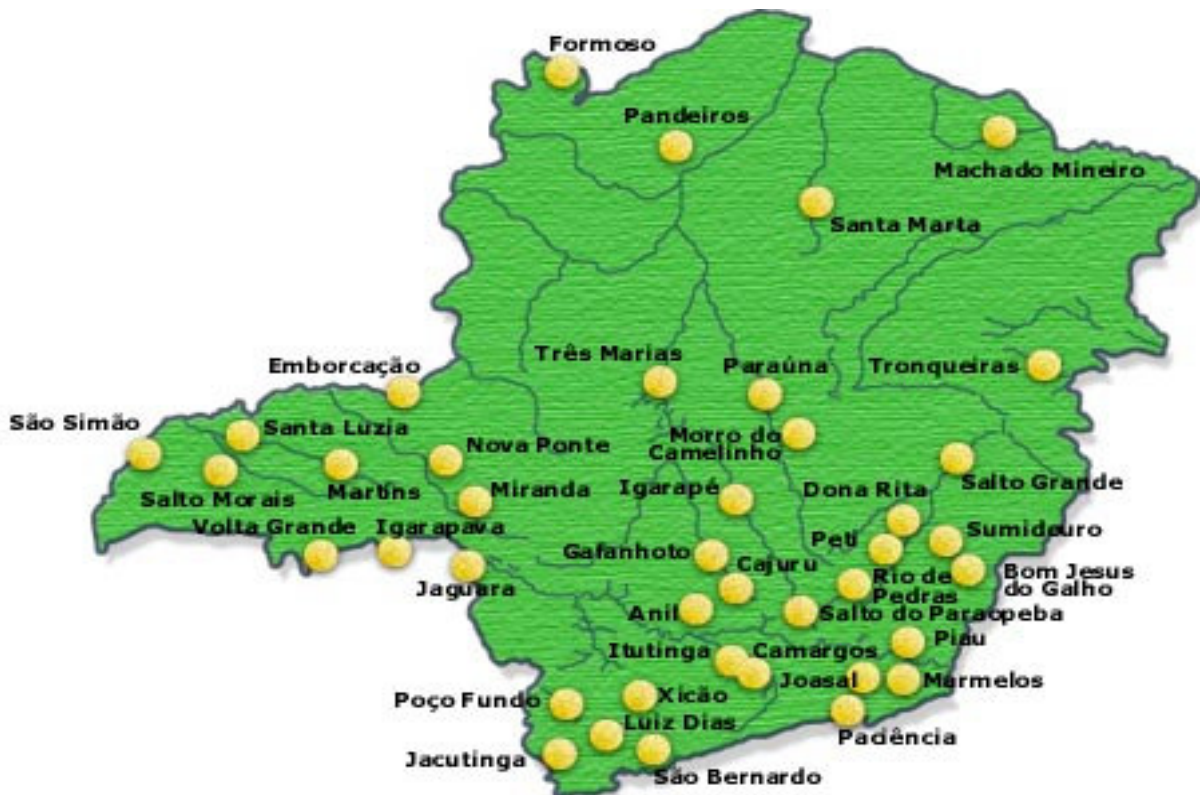 Formoso
Pandeiros
Machado Mineiro
Santa Marta
Três Marias
Paraúna
Tronqueiras
Emborcação
São Simão
Santa Luzia
Nova Ponte
Morro do
Camelinho
Salto Morais
Martins
Miranda
Igarapé
Dona Rita
Salto Grande
Volta Grande
Igarapava
Peti
Sumidouro
Gafanhoto
Cajuru
Jaguara
Rio de
Pedras
Bom Jesus
do Galho
Anil
Salto do Paraopeba
Itutinga
Camargos
Piau
Joasal
Marmelos
Poço Fundo
Xicão
Luiz Dias
Paciência
Jacutinga
São Bernardo